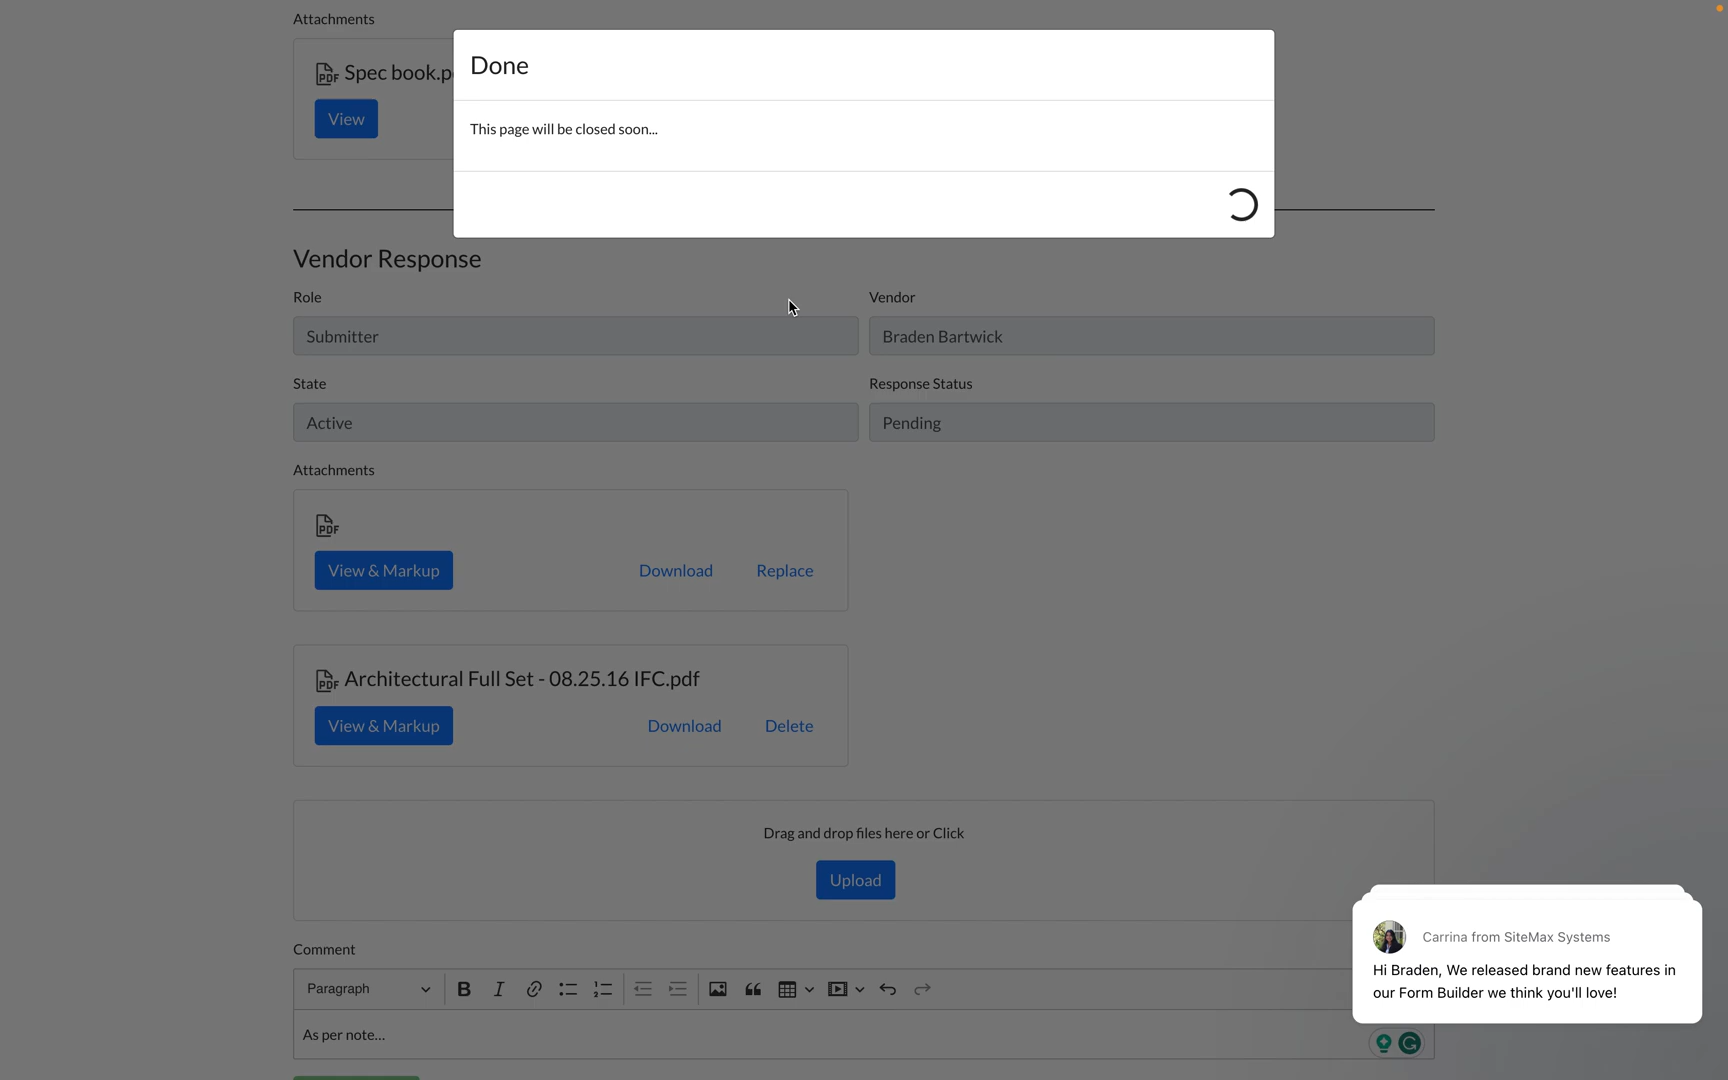 Attachments
PDF Spec book.p
View
Done
This page will be closed soon...
Vendor Response
Role
Vendor
Submitter
Braden Bartwick
State
Response Status
Active
Pending
Attachments
PDF
View & Markup
Download
Replace
PDF Architectural Full Set - 08.25.16 IFC.pdf
View & Markup
Download
Delete
Drag and drop files here or Click
Upload
Comment
Paragraph
As per note...
Carrina from SiteMax Systems
Hi Braden, We released brand new features in
our Form Builder we think you'll love!